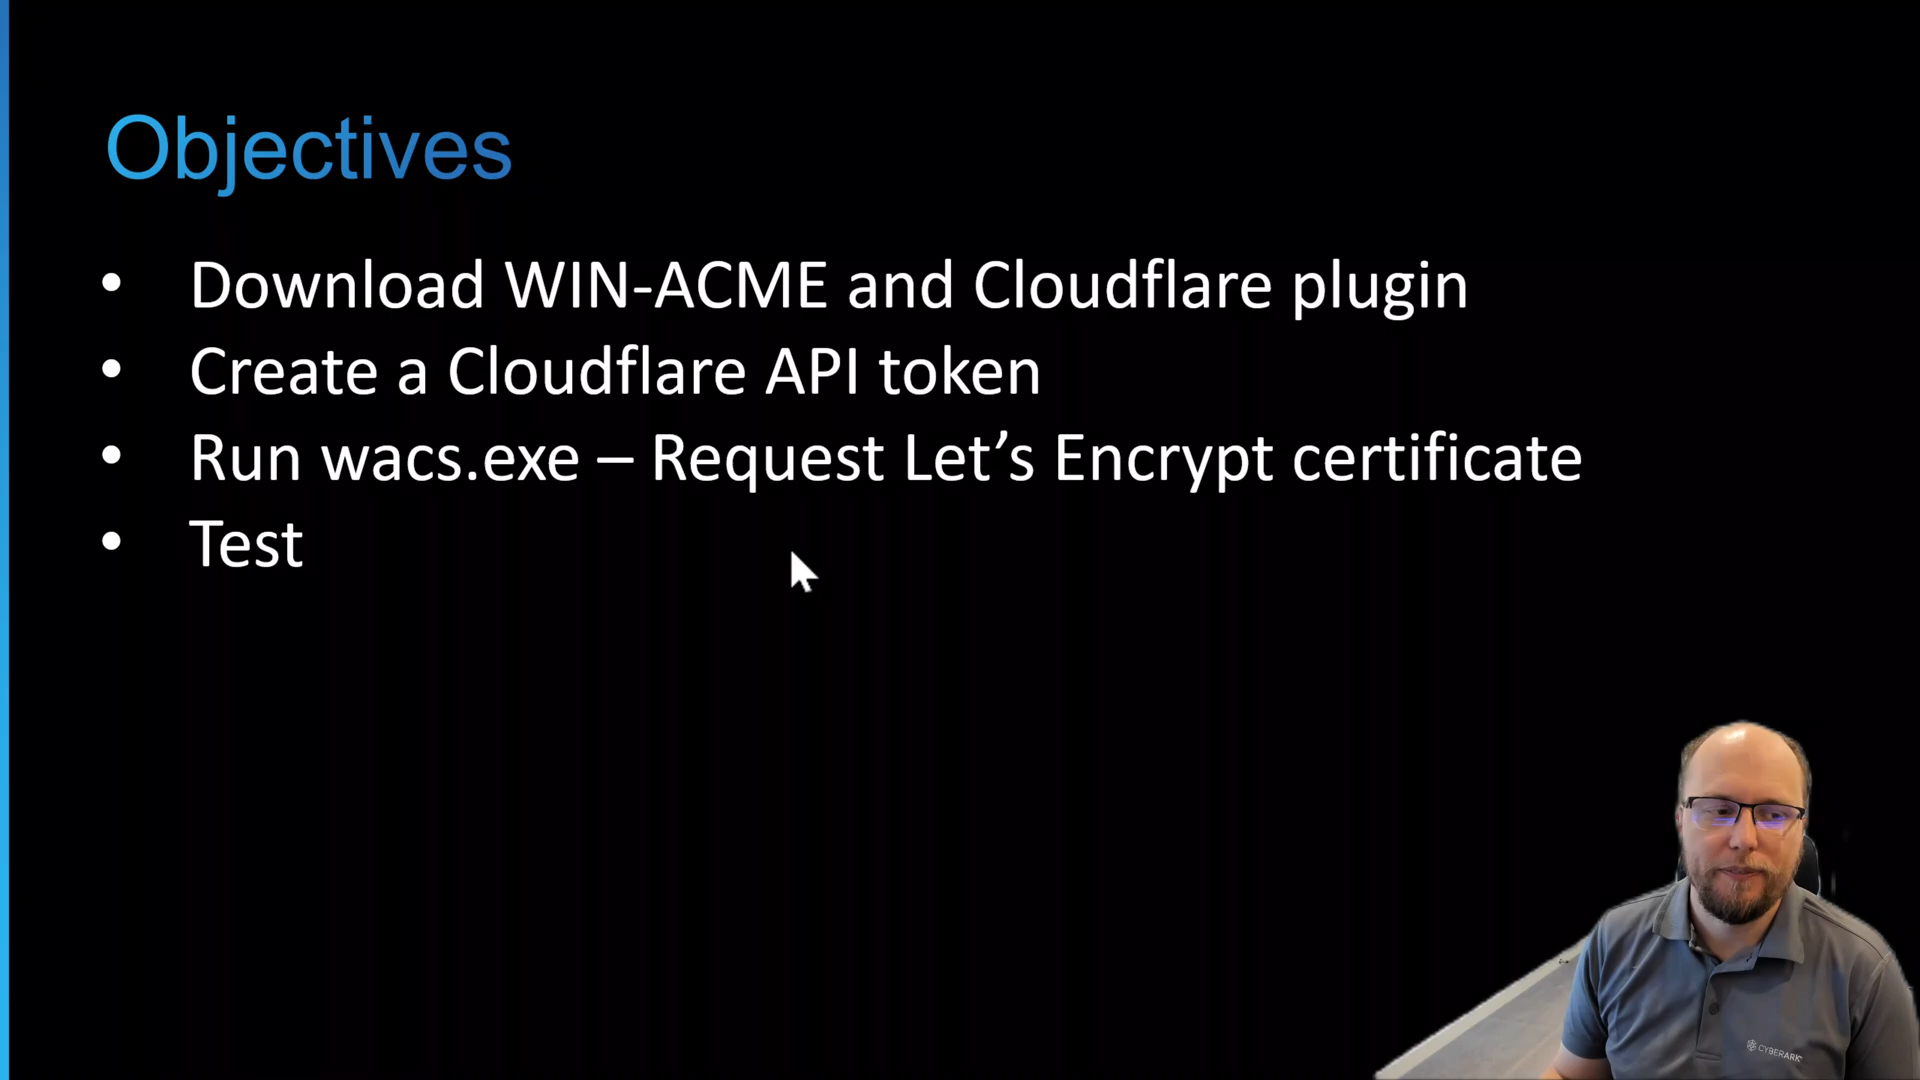 Objectives
• Download WIN-ACME and Cloudflare plugin
• Create a Cloudflare API token
• Run wacs.exe – Request Let’s Encrypt certificate
• Test
CYBERARK